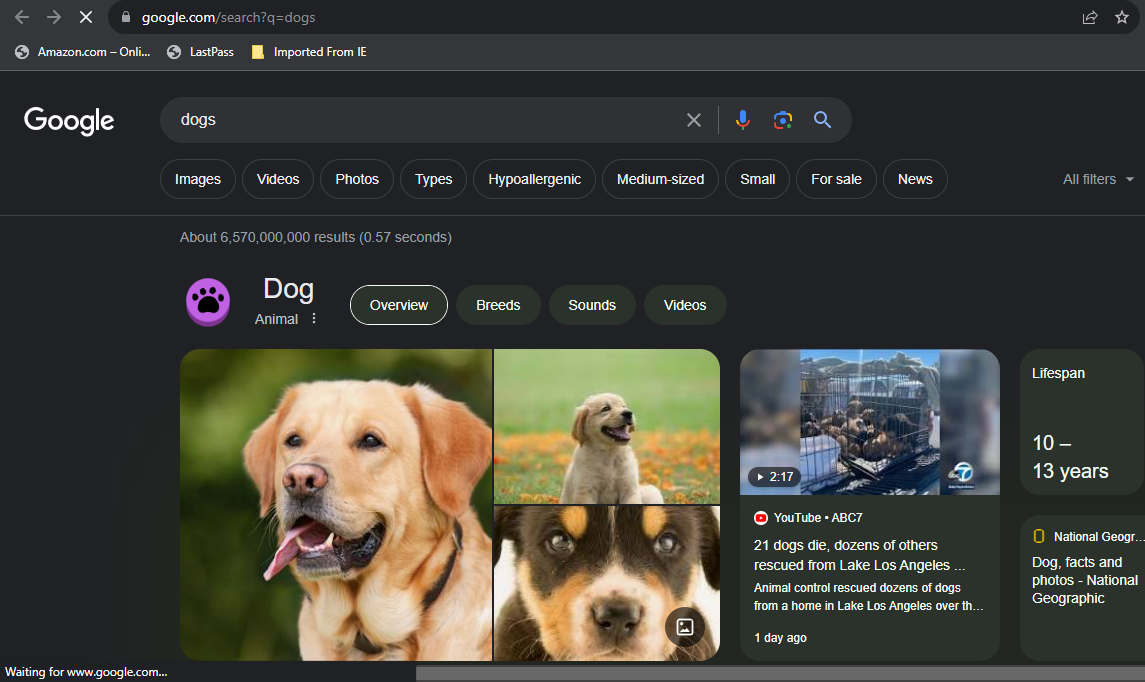 google.com/search?q=dogs
Amazon.com – Onli... LastPass Imported From IE
Google dogs
Images Videos Photos Types Hypoallergenic Medium-sized Small For sale News All filters
About 6,570,000,000 results (0.57 seconds)
Dog
Animal
Overview Breeds Sounds Videos
2:17
7
YouTube • ABC7
21 dogs die, dozens of others
rescued from Lake Los Angeles ...
Animal control rescued dozens of dogs
from a home in Lake Los Angeles over th...
1 day ago
Lifespan
10 –
13 years
National Geogr...
Dog, facts and
photos - National
Geographic
Waiting for www.google.com...